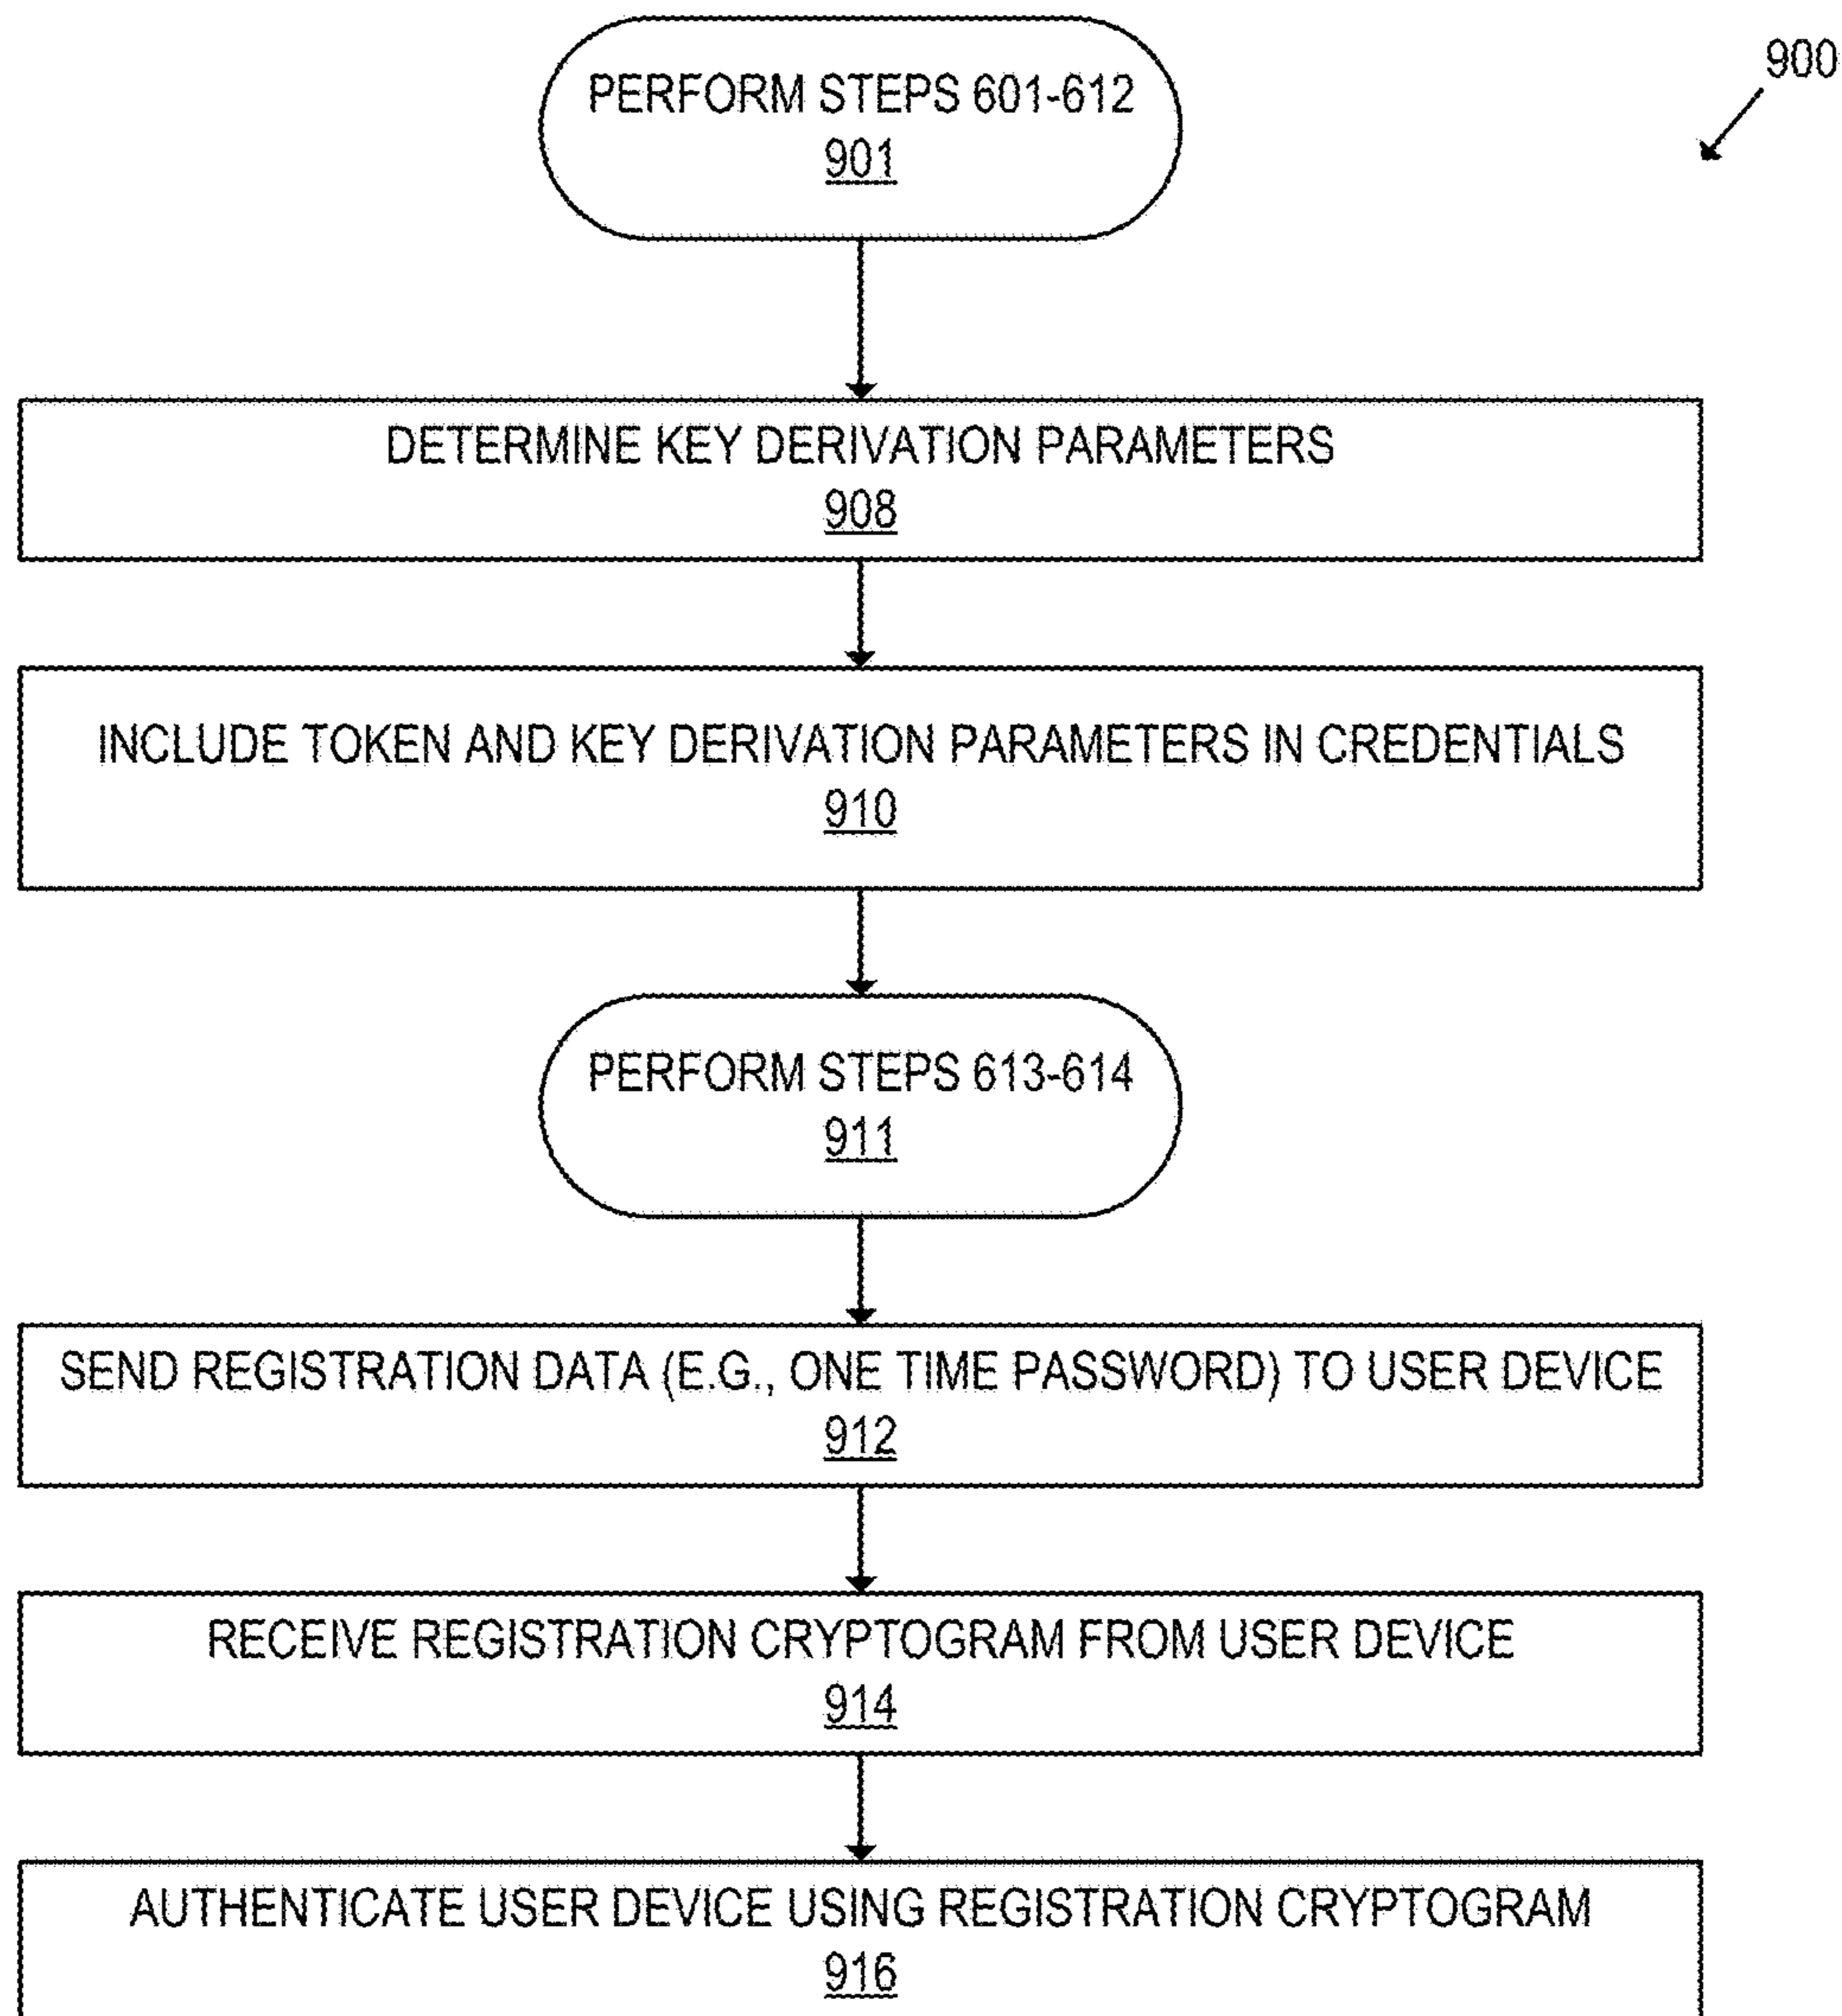 900
PERFORM STEPS 601-612
901
DETERMINE KEY DERIVATION PARAMETERS
908
INCLUDE TOKEN AND KEY DERIVATION PARAMETERS IN CREDENTIALS
910
PERFORM STEPS 613-614
911
SEND REGISTRATION DATA (E.G., ONE TIME PASSWORD) TO USER DEVICE
912
RECEIVE REGISTRATION CRYPTOGRAM FROM USER DEVICE
914
AUTHENTICATE USER DEVICE USING REGISTRATION CRYPTOGRAM
916